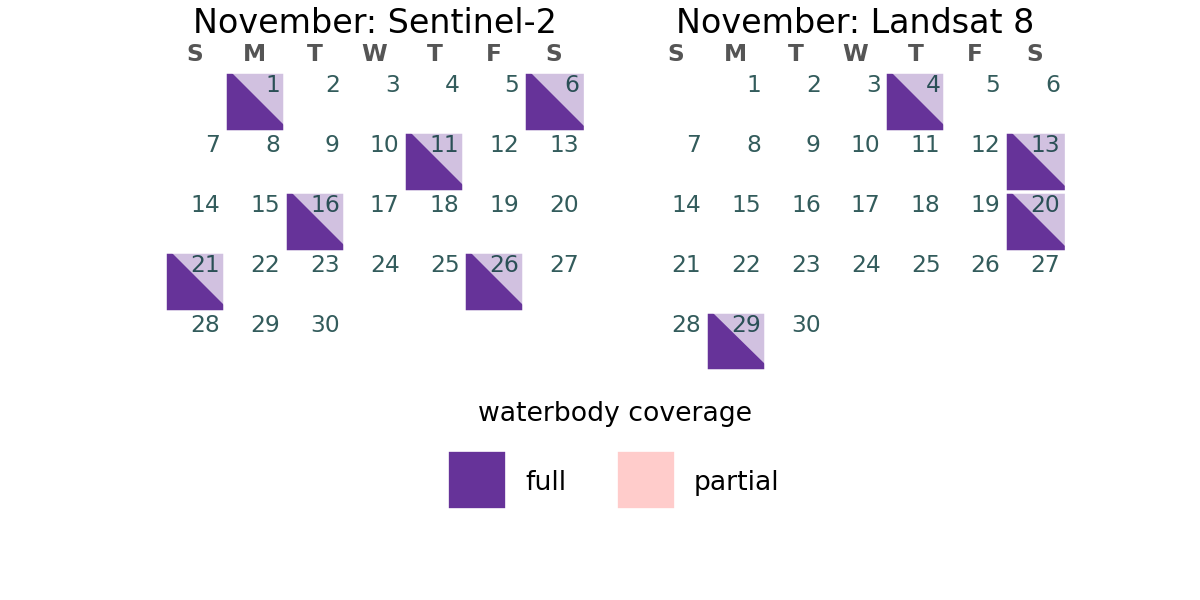 November: Sentinel-2
S M T W T F S
1 2 3 4 5 6
7 8 9 10 11 12 13
14 15 16 17 18 19 20
21 22 23 24 25 26 27
28 29 30
November: Landsat 8
S M T W T F S
1 2 3 4 5 6
7 8 9 10 11 12 13
14 15 16 17 18 19 20
21 22 23 24 25 26 27
28 29 30
waterbody coverage
full
partial